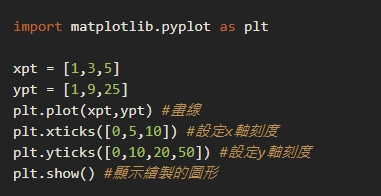 import matplotlib.pyplot as plt
xpt = [1,3,5]
ypt = [1,9,25]
plt.plot(xpt,ypt) #畫線
plt.xticks([0,5,10]) #設定x軸刻度
plt.yticks([0,10,20,50]) #設定y軸刻度
plt.show() #顯示繪製的圖形